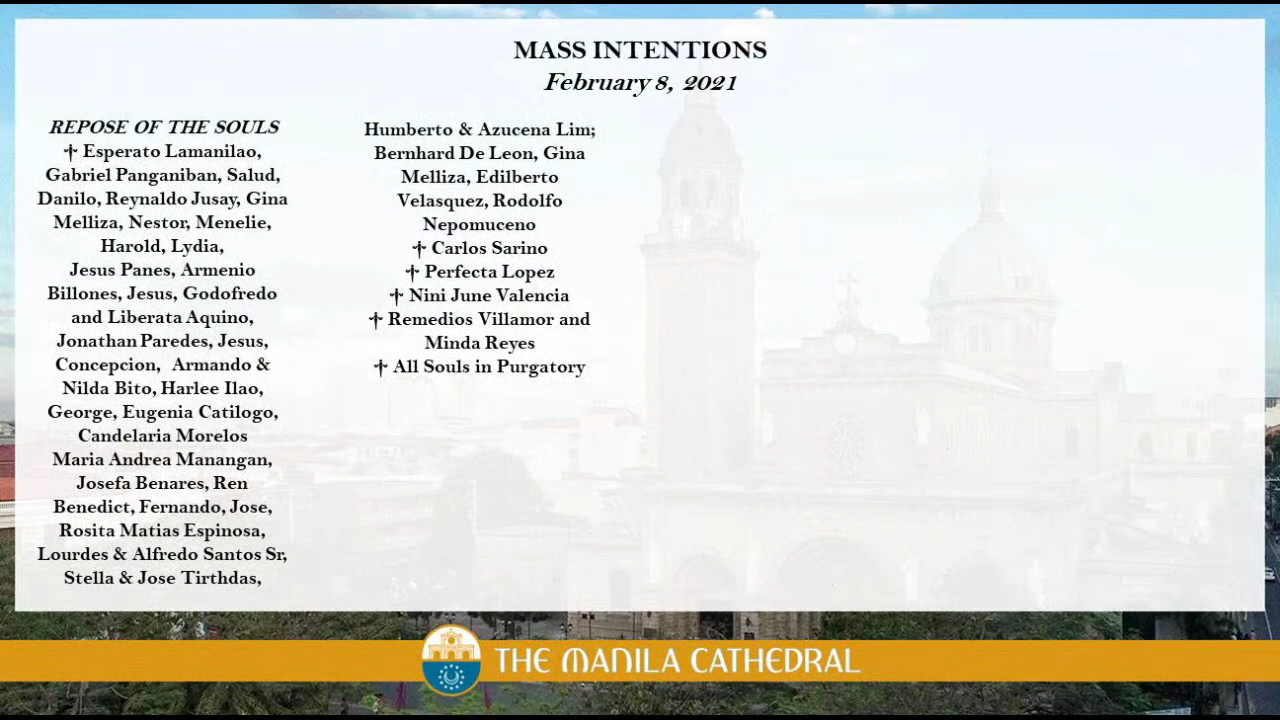 MASS INTENTIONS
February 8, 2021
REPOSE OF THE SOULS
✝ Esperato Lamanilao,
Gabriel Panganiban, Salud,
Danilo, Reynaldo Jusay, Gina
Melliza, Nestor, Menelie,
Harold, Lydia,
Jesus Panes, Armenio
Billones, Jesus, Godofredo
and Liberata Aquino,
Jonathan Paredes, Jesus,
Concepcion, Armando &
Nilda Bito, Harlee Ilao,
George, Eugenia Catilogo,
Candelaria Morelos
Maria Andrea Manangan,
Josefa Benares, Ren
Benedict, Fernando, Jose,
Rosita Matias Espinosa,
Lourdes & Alfredo Santos Sr,
Stella & Jose Tirthdas,
Humberto & Azucena Lim;
Bernhard De Leon, Gina
Melliza, Edilberto
Velasquez, Rodolfo
Nepomuceno
✝ Carlos Sarino
✝ Perfecta Lopez
✝ Nini June Valencia
✝ Remedios Villamor and
Minda Reyes
✝ All Souls in Purgatory
THE MANILA CATHEDRAL